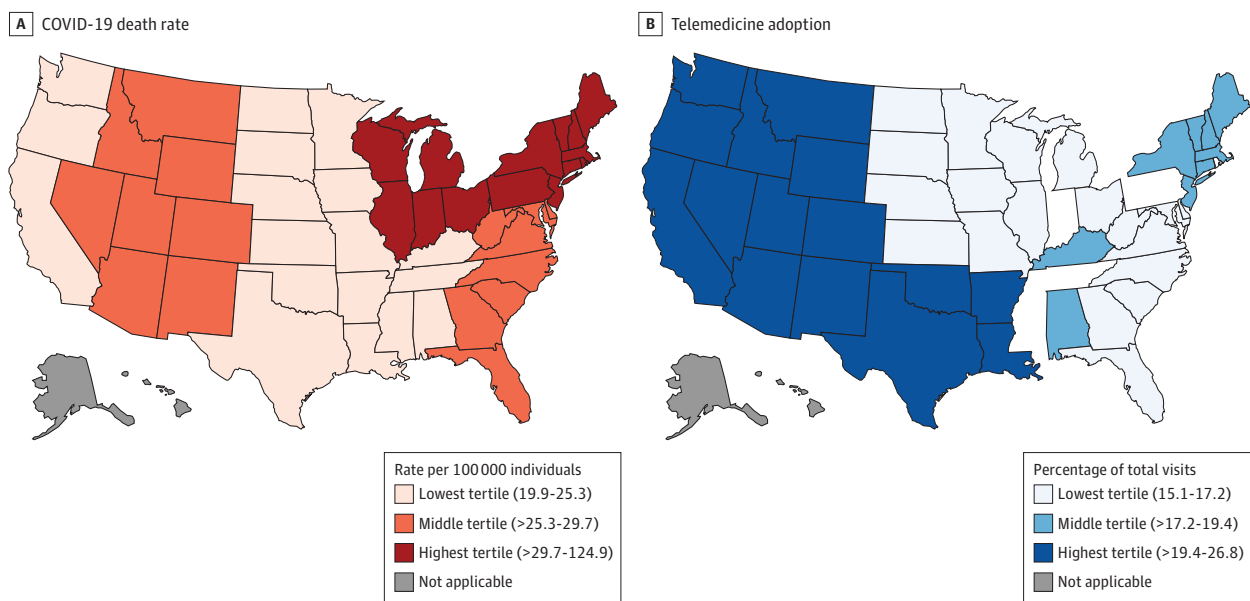 A COVID-19 death rate
B Telemedicine adoption
Rate per 100 000 individuals
Lowest tertile (19.9-25.3)
Middle tertile (>25.3-29.7)
Highest tertile (>29.7-124.9)
Not applicable
Percentage of total visits
Lowest tertile (15.1-17.2)
Middle tertile (>17.2-19.4)
Highest tertile (>19.4-26.8)
Not applicable